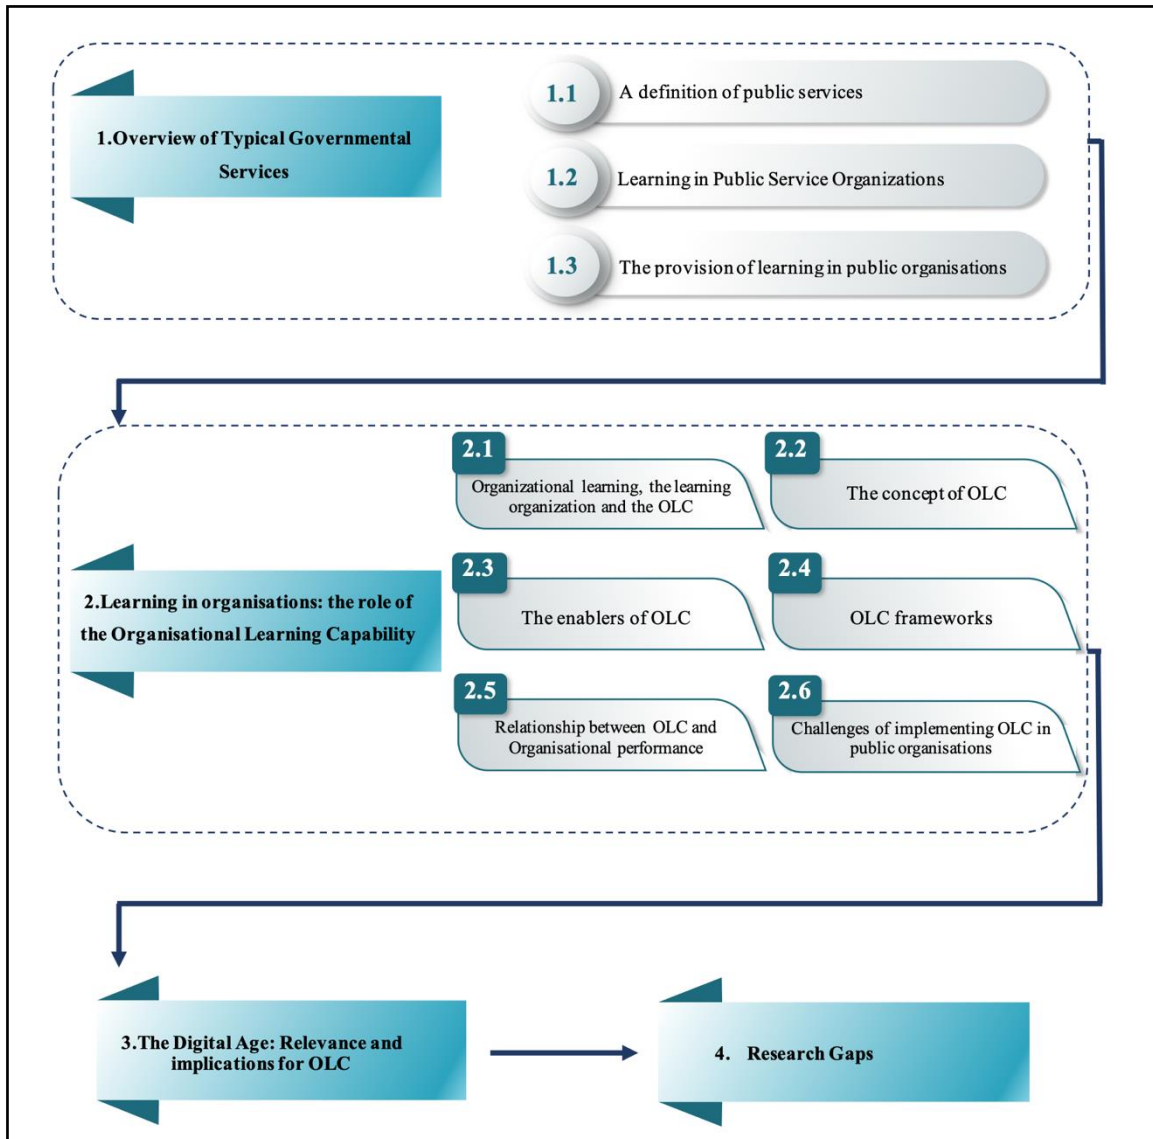 1.Overview of Typical Governmental
Services
1.1
A definition of public services
1.2
Learning in Public Service Organizations
1.3
The provision of learning in public organisations
2.Learning in organisations: the role of
the Organisational Learning Capability
2.1
Organizational learning, the learning
organization and the OLC
2.2
The concept of OLC
2.3
The enablers of OLC
2.4
OLC frameworks
2.5
Relationship between OLC and
Organisational performance
2.6
Challenges of implementing OLC in
public organisations
3.The Digital Age: Relevance and
implications for OLC
4. Research Gaps